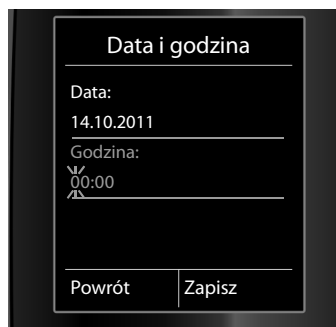 Data i godzina
Data:
14.10.2011
Godzina:
00:00
Powrót Zapisz